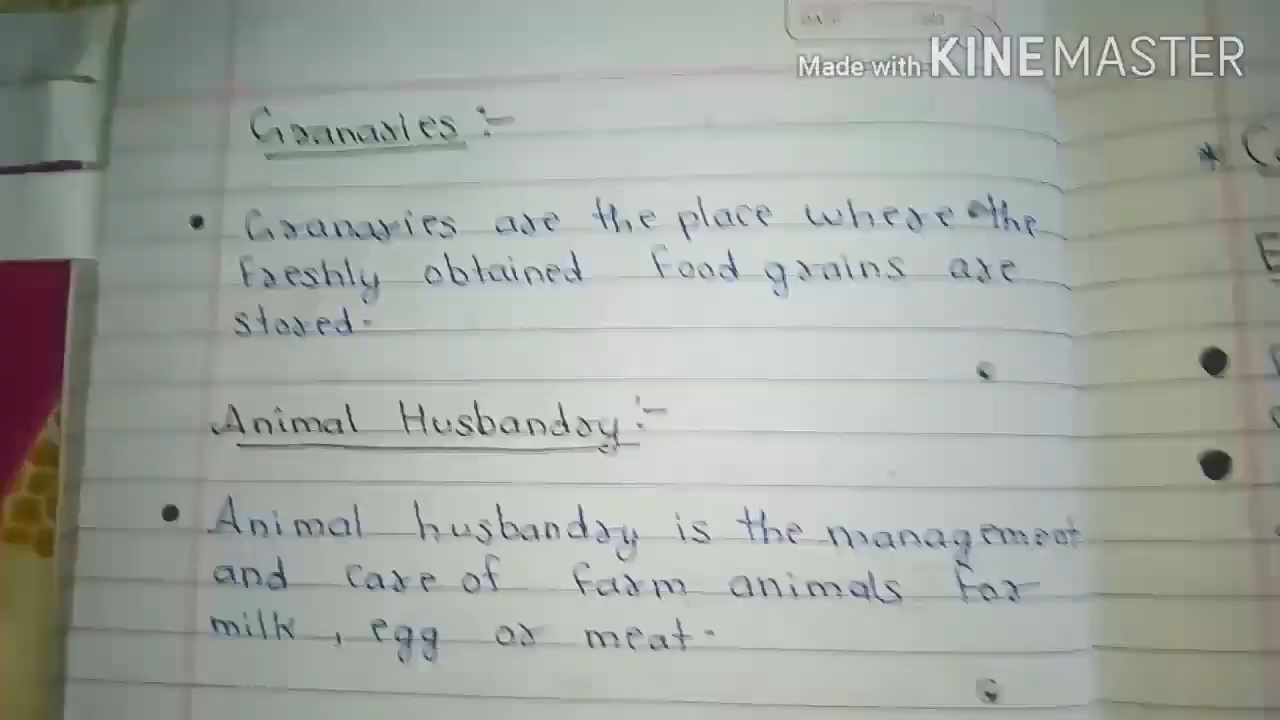 Made with KINEMASTER
Granaries :-
• Granaries are the place where the
freshly obtained food grains are
stored.
Animal Husbandry :-
• Animal husbandry is the management
and care of farm animals for
milk, egg or meat.